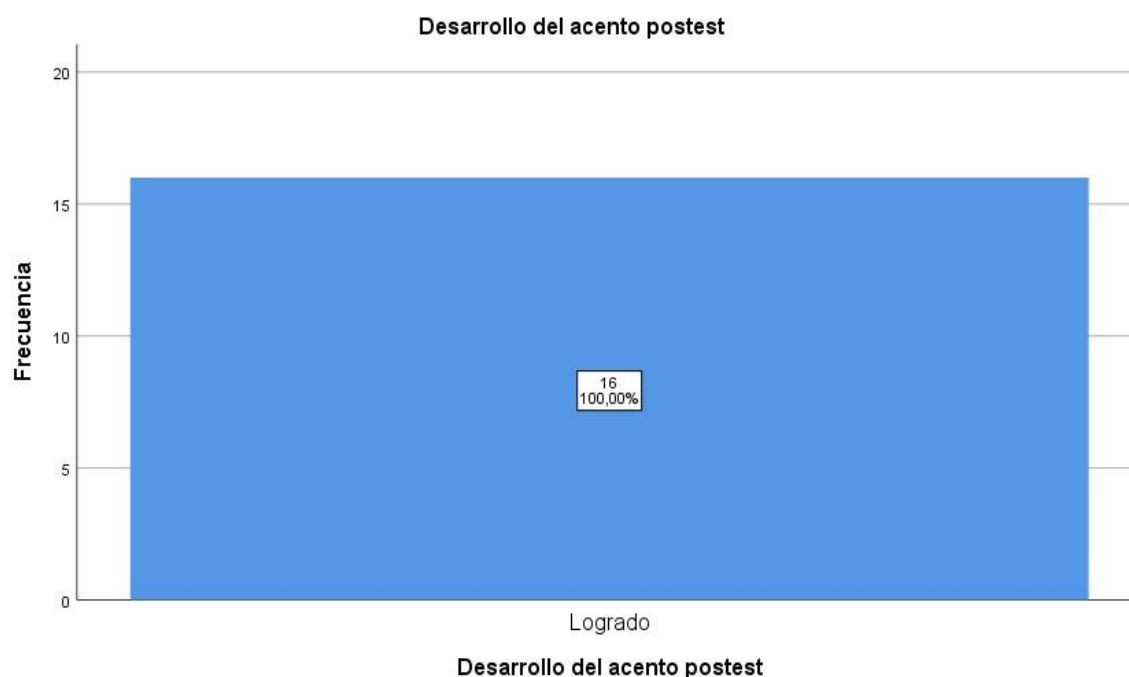 Desarrollo del acento postest
20
15
10
5
0
Frecuencia
16
100,00%
Logrado
Desarrollo del acento postest